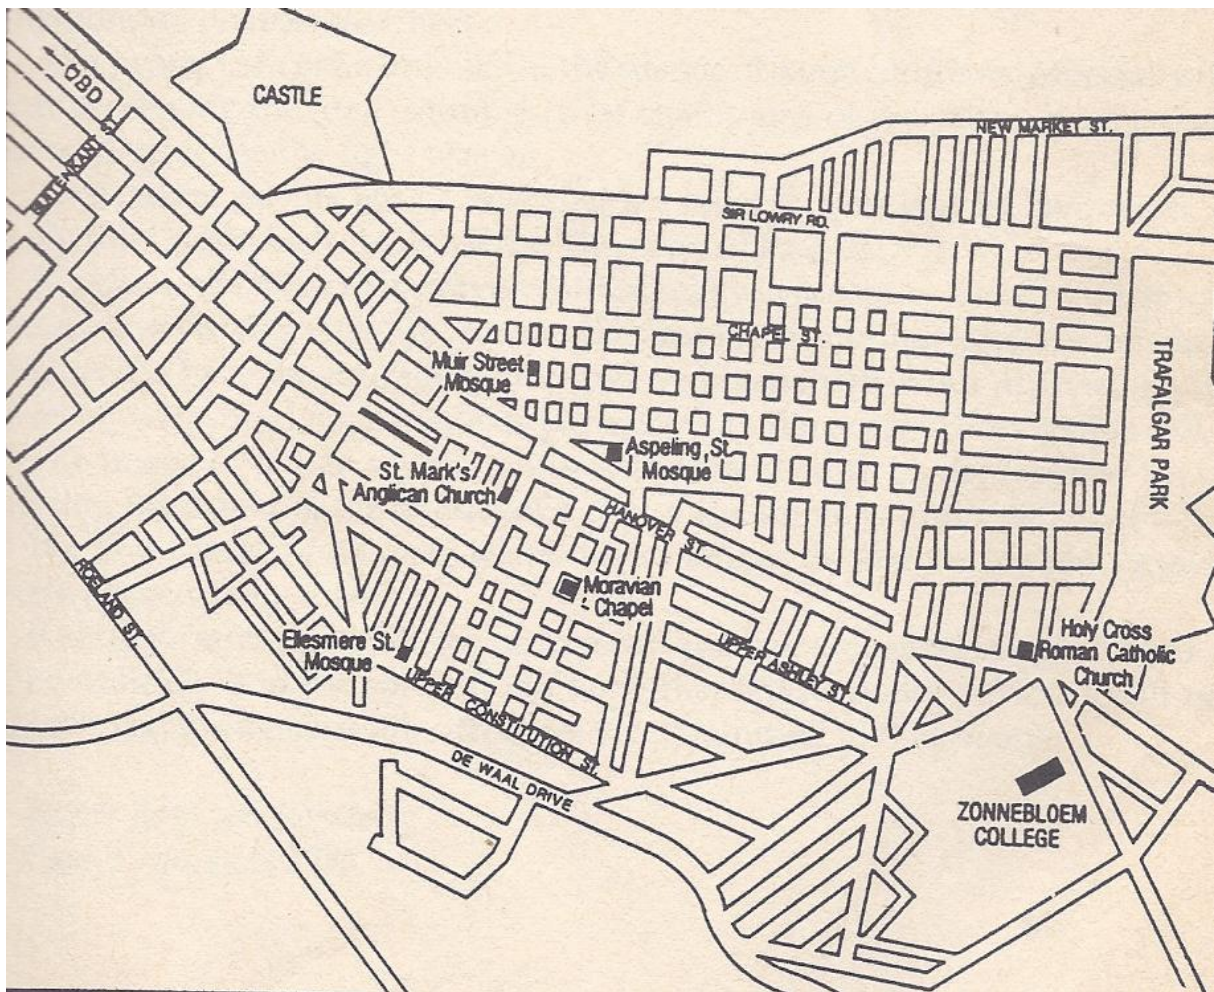 CBD
CASTLE
BUITENKANT ST.
NEW MARKET ST.
SIR LOWRY RD.
CHAPEL ST.
Muir Street
Mosque
TRAFALGAR PARK
Aspeling St.
Mosque
St. Mark's
Anglican Church
HANOVER ST.
Moravian
Chapel
ROELAND ST.
Ellesmere St.
Mosque
UPPER ASHLEY ST.
Holy Cross
Roman Catholic
Church
UPPER CONSTITUTION ST.
DE WAAL DRIVE
ZONNEBLOEM
COLLEGE